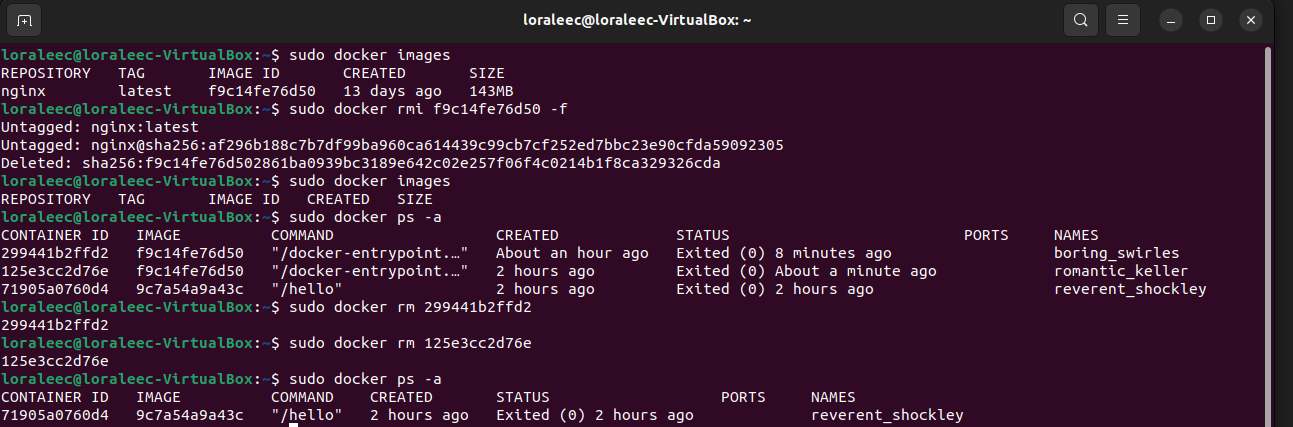 loraleec@loraleec-VirtualBox: ~
loraleec@loraleec-VirtualBox:~$ sudo docker images
REPOSITORY   TAG       IMAGE ID       CREATED       SIZE
nginx        latest    f9c14fe76d50   13 days ago   143MB
loraleec@loraleec-VirtualBox:~$ sudo docker rmi f9c14fe76d50 -f
Untagged: nginx:latest
Untagged: nginx@sha256:af296b188c7b7df99ba960ca614439c99cb7cf252ed7bbc23e90cfda59092305
Deleted: sha256:f9c14fe76d502861ba0939bc3189e642c02e257f06f4c0214b1f8ca329326cda
loraleec@loraleec-VirtualBox:~$ sudo docker images
REPOSITORY   TAG       IMAGE ID   CREATED   SIZE
loraleec@loraleec-VirtualBox:~$ sudo docker ps -a
CONTAINER ID   IMAGE          COMMAND                  CREATED             STATUS                          PORTS     NAMES
299441b2ffd2   f9c14fe76d50   "/docker-entrypoint.…"   About an hour ago   Exited (0) 8 minutes ago                  boring_swirles
125e3cc2d76e   f9c14fe76d50   "/docker-entrypoint.…"   2 hours ago         Exited (0) About a minute ago             romantic_keller
71905a0760d4   9c7a54a9a43c   "/hello"                 2 hours ago         Exited (0) 2 hours ago                    reverent_shockley
loraleec@loraleec-VirtualBox:~$ sudo docker rm 299441b2ffd2
299441b2ffd2
loraleec@loraleec-VirtualBox:~$ sudo docker rm 125e3cc2d76e
125e3cc2d76e
loraleec@loraleec-VirtualBox:~$ sudo docker ps -a
CONTAINER ID   IMAGE          COMMAND    CREATED       STATUS                   PORTS     NAMES
71905a0760d4   9c7a54a9a43c   "/hello"   2 hours ago   Exited (0) 2 hours ago             reverent_shockley